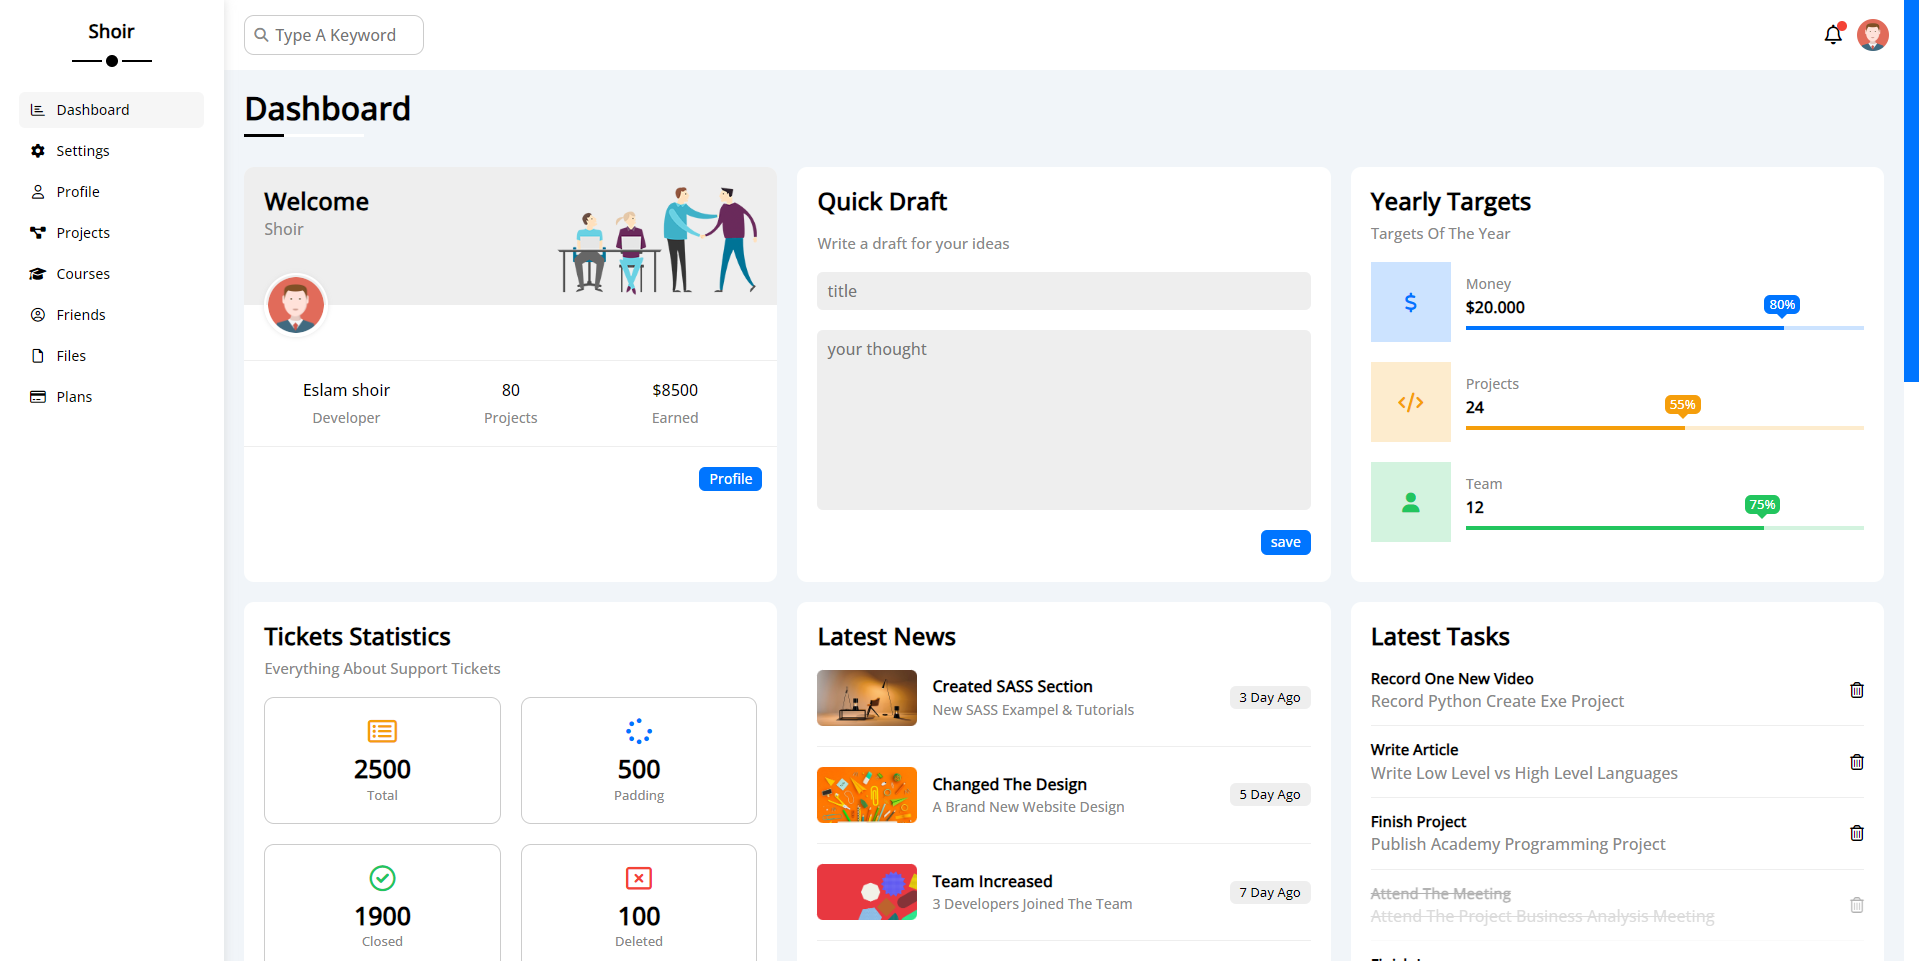 Shoir
Type A Keyword
Dashboard
Settings
Profile
Projects
Courses
Friends
Files
Plans
Dashboard
Welcome
Shoir
Eslam shoir
Developer
80
Projects
$8500
Earned
Profile
Quick Draft
Write a draft for your ideas
title
your thought
save
Yearly Targets
Targets Of The Year
Money
$20.000
80%
Projects
24
55%
Team
12
75%
Tickets Statistics
Everything About Support Tickets
2500
Total
500
Padding
1900
Closed
100
Deleted
Latest News
Created SASS Section
New SASS Exampel & Tutorials
3 Day Ago
Changed The Design
A Brand New Website Design
5 Day Ago
Team Increased
3 Developers Joined The Team
7 Day Ago
Latest Tasks
Record One New Video
Record Python Create Exe Project
Write Article
Write Low Level vs High Level Languages
Finish Project
Publish Academy Programming Project
Attend The Meeting
Attend The Project Business Analysis Meeting